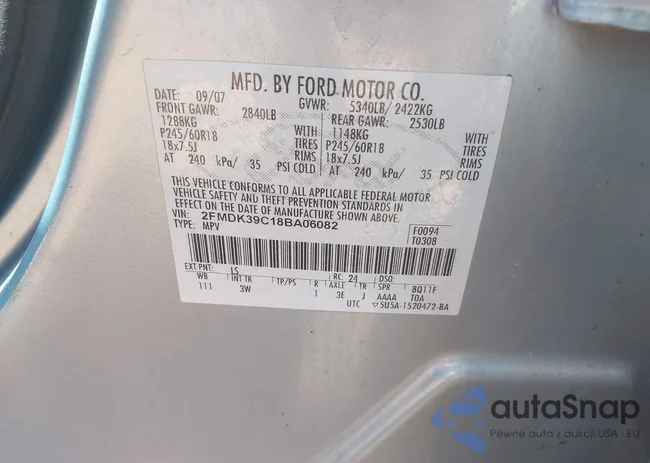 MFD. BY FORD MOTOR CO.
DATE: 09/07 GVWR: 5340LB/ 2422KG
FRONT GAWR: 2840LB REAR GAWR: 2530LB
1288KG WITH 1148KG WITH
P245/60R18 TIRES P245/60R18 TIRES
18x7.5J RIMS 18x7.5J RIMS
AT 240 kPa/ 35 PSI COLD AT 240 kPa/ 35 PSI COLD
THIS VEHICLE CONFORMS TO ALL APPLICABLE FEDERAL MOTOR
VEHICLE SAFETY AND THEFT PREVENTION STANDARDS IN
EFFECT ON THE DATE OF MANUFACTURE SHOWN ABOVE.
VIN: 2FMDK39C18BA06082 F0094
TYPE: MPV T0308
EXT PNT: LS RC: 24 DSO:
WB INT TR TP/PS R AXLE TR SPR 8Q11F
111 3W 1 3E J AAAA T0A
UTC ▽5U5A-1520472-BA
autoSnap
Pewne auta z aukcji USA - EU